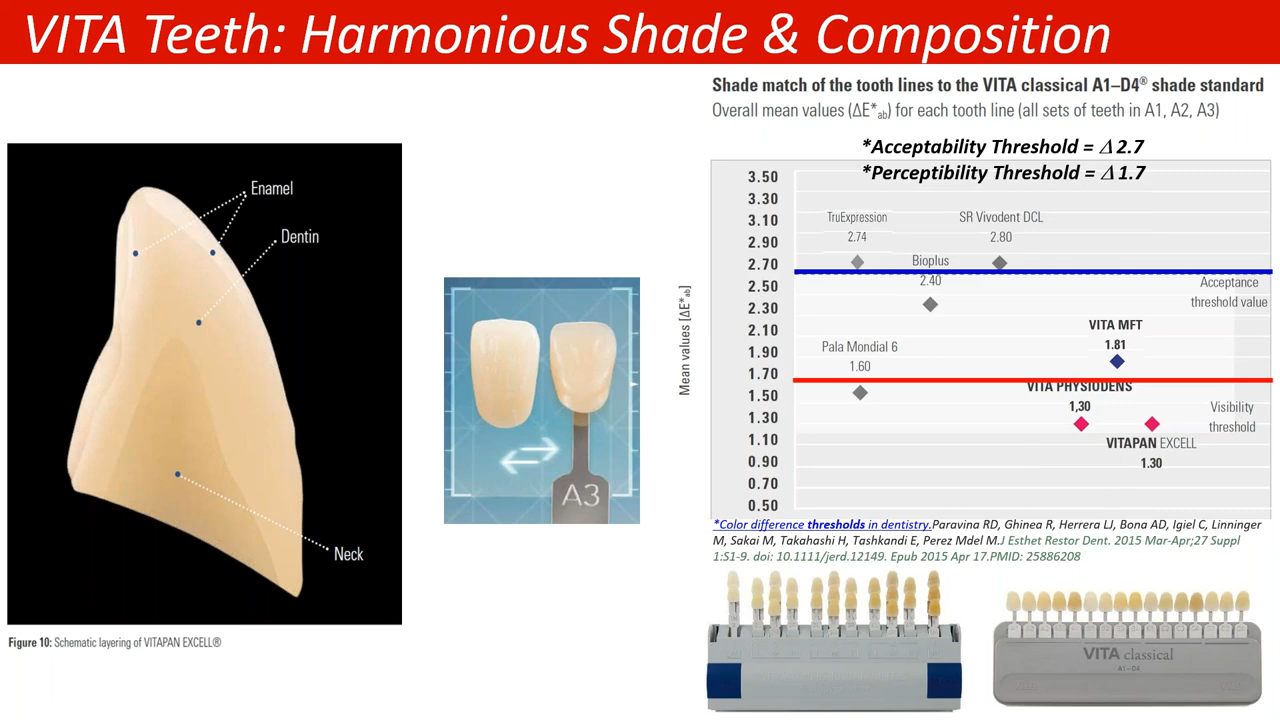 VITA Teeth: Harmonious Shade & Composition
Enamel
Dentin
Neck
Figure 10: Schematic layering of VITAPAN EXCELL®
A3
Shade match of the tooth lines to the VITA classical A1–D4® shade standard
Overall mean values (ΔE*ab) for each tooth line (all sets of teeth in A1, A2, A3)
*Acceptability Threshold = Δ 2.7
*Perceptibility Threshold = Δ 1.7
Mean values [ΔE*ab]
3.50
3.30
3.10
2.90
2.70
2.50
2.30
2.10
1.90
1.70
1.50
1.30
1.10
0.90
0.70
0.50
TruExpression
2.74
SR Vivodent DCL
2.80
Bioplus
2.40
Acceptance
threshold value
VITA MFT
1.81
Pala Mondial 6
1.60
VITA PHYSIODENS
1,30
Visibility
threshold
VITAPAN EXCELL
1.30
*Color difference thresholds in dentistry.Paravina RD, Ghinea R, Herrera LJ, Bona AD, Igiel C, Linninger
M, Sakai M, Takahashi H, Tashkandi E, Perez Mdel M.J Esthet Restor Dent. 2015 Mar-Apr;27 Suppl
1:S1-9. doi: 10.1111/jerd.12149. Epub 2015 Apr 17.PMID: 25886208
VITA classical
A1–D4